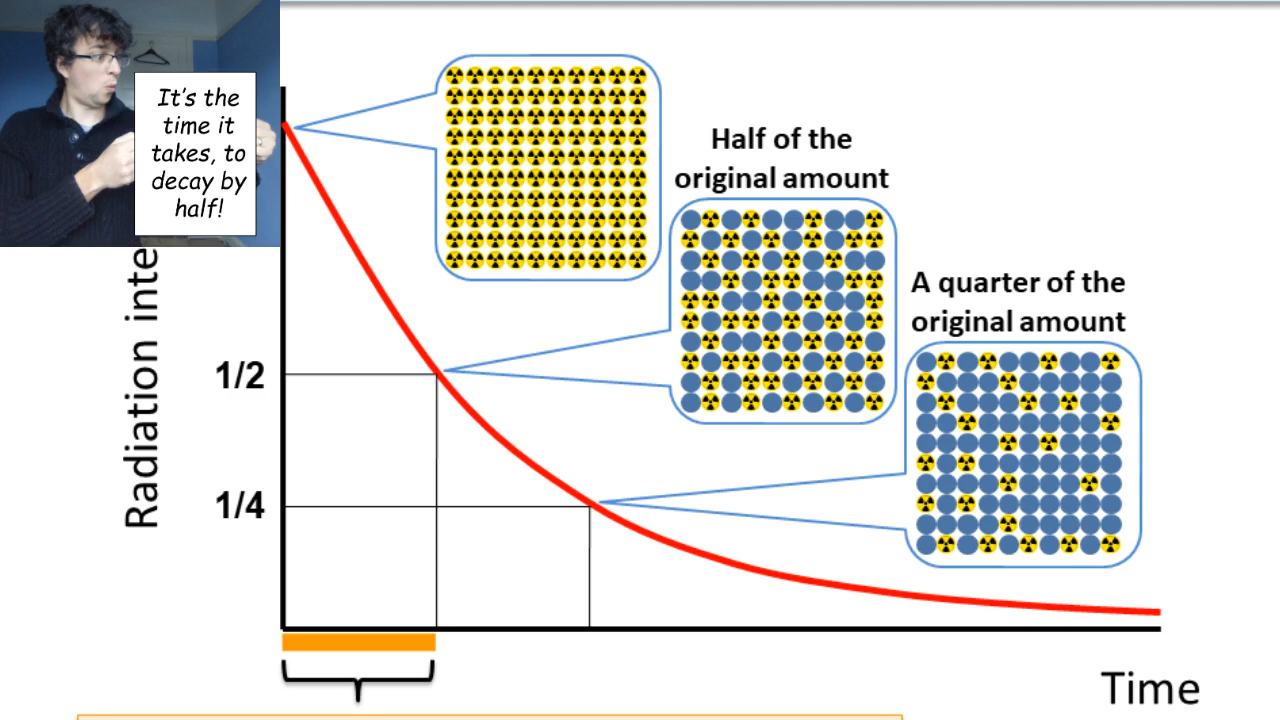 It's the
time it
takes, to
decay by
half!
Half of the
original amount
A quarter of the
original amount
Radiation inte
1/2
1/4
Time